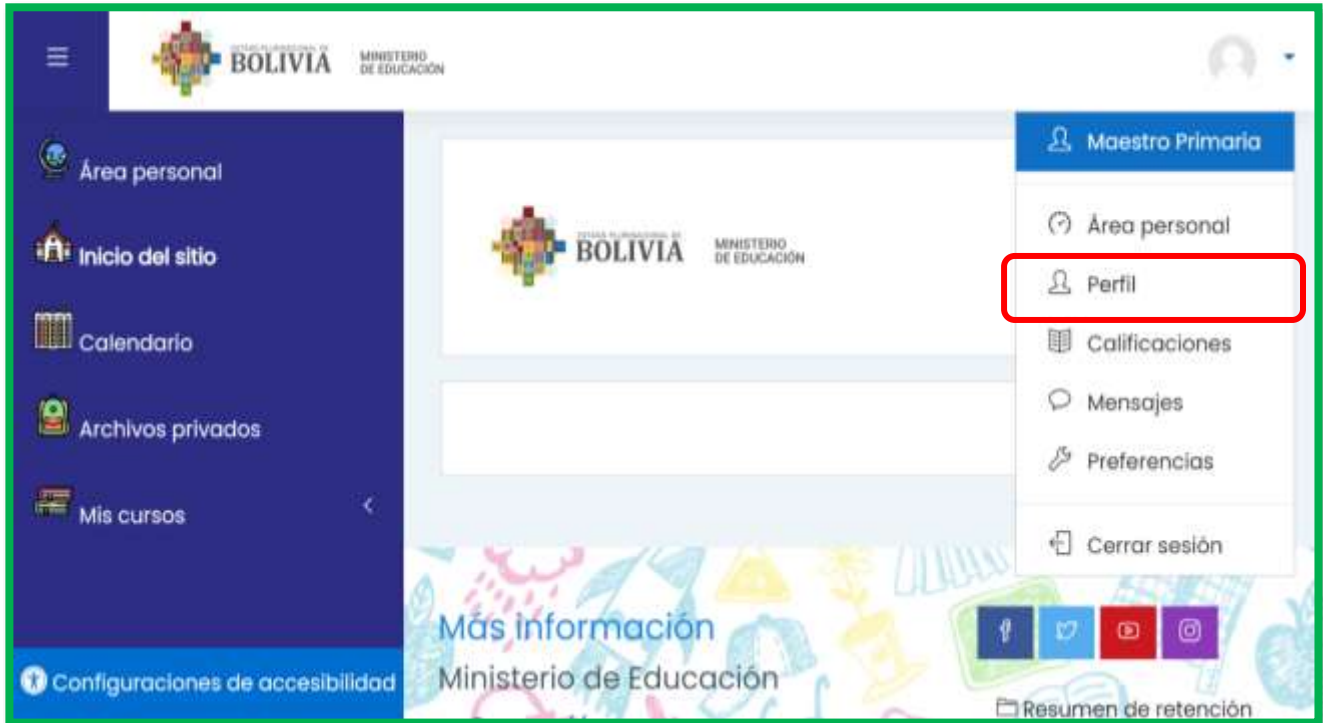 BOLIVIA
MINISTERIO
DE EDUCACIÓN
Área personal
Inicio del sitio
Calendario
Archivos privados
Mis cursos
Configuraciones de accesibilidad
BOLIVIA
MINISTERIO
DE EDUCACIÓN
Maestro Primaria
Área personal
Perfil
Calificaciones
Mensajes
Preferencias
Cerrar sesión
Más información
Ministerio de Educación
Resumen de retención